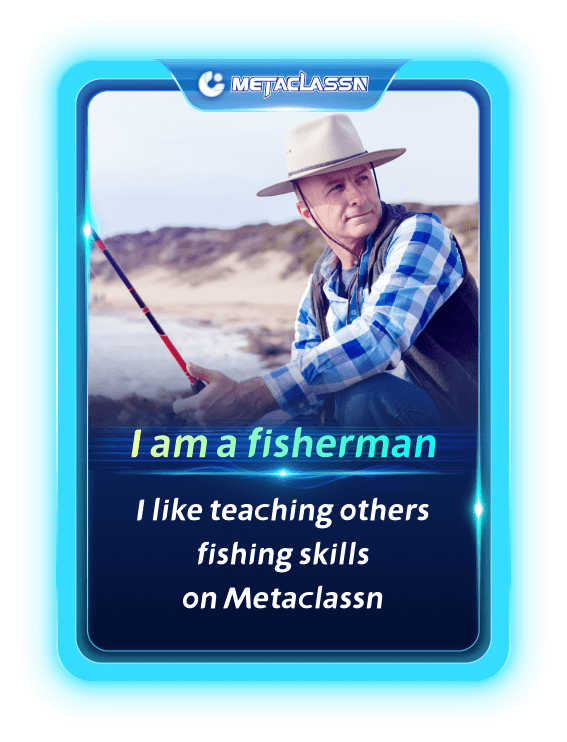 METACLASSN
I am a fisherman
I like teaching others
fishing skills
on Metaclassn